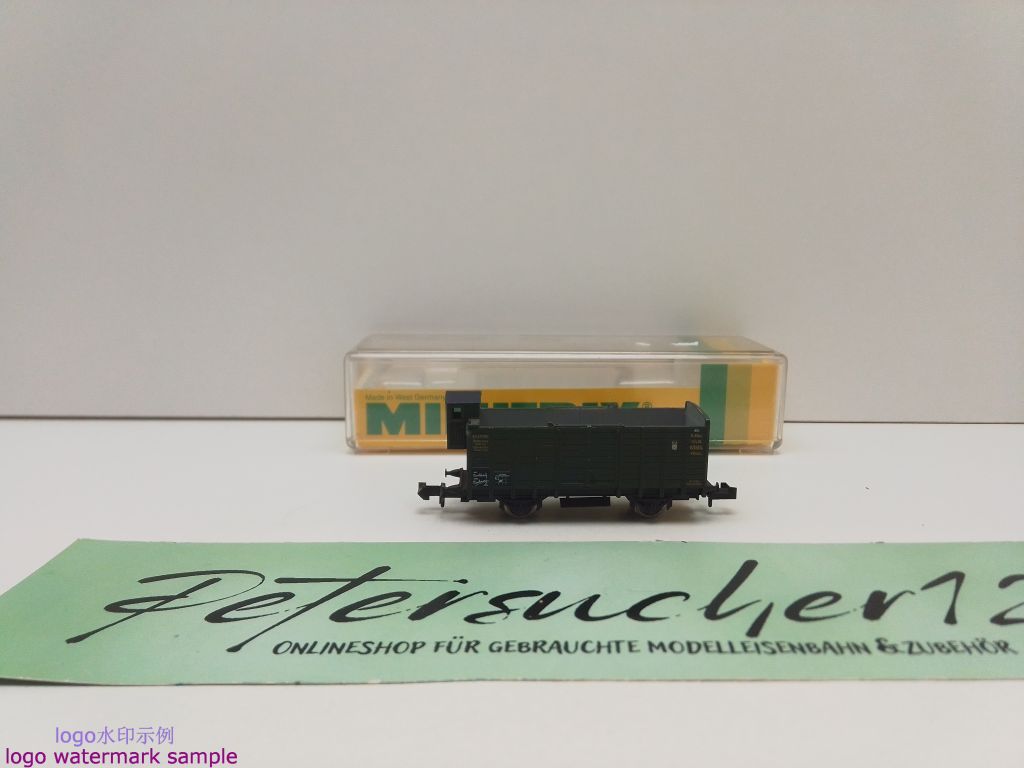 Made in West Germany
MINITRIX®
Petersucher12
ONLINESHOP FÜR GEBRAUCHTE MODELLEISENBAHN & ZUBEHÖR
logo水印示例
logo watermark sample